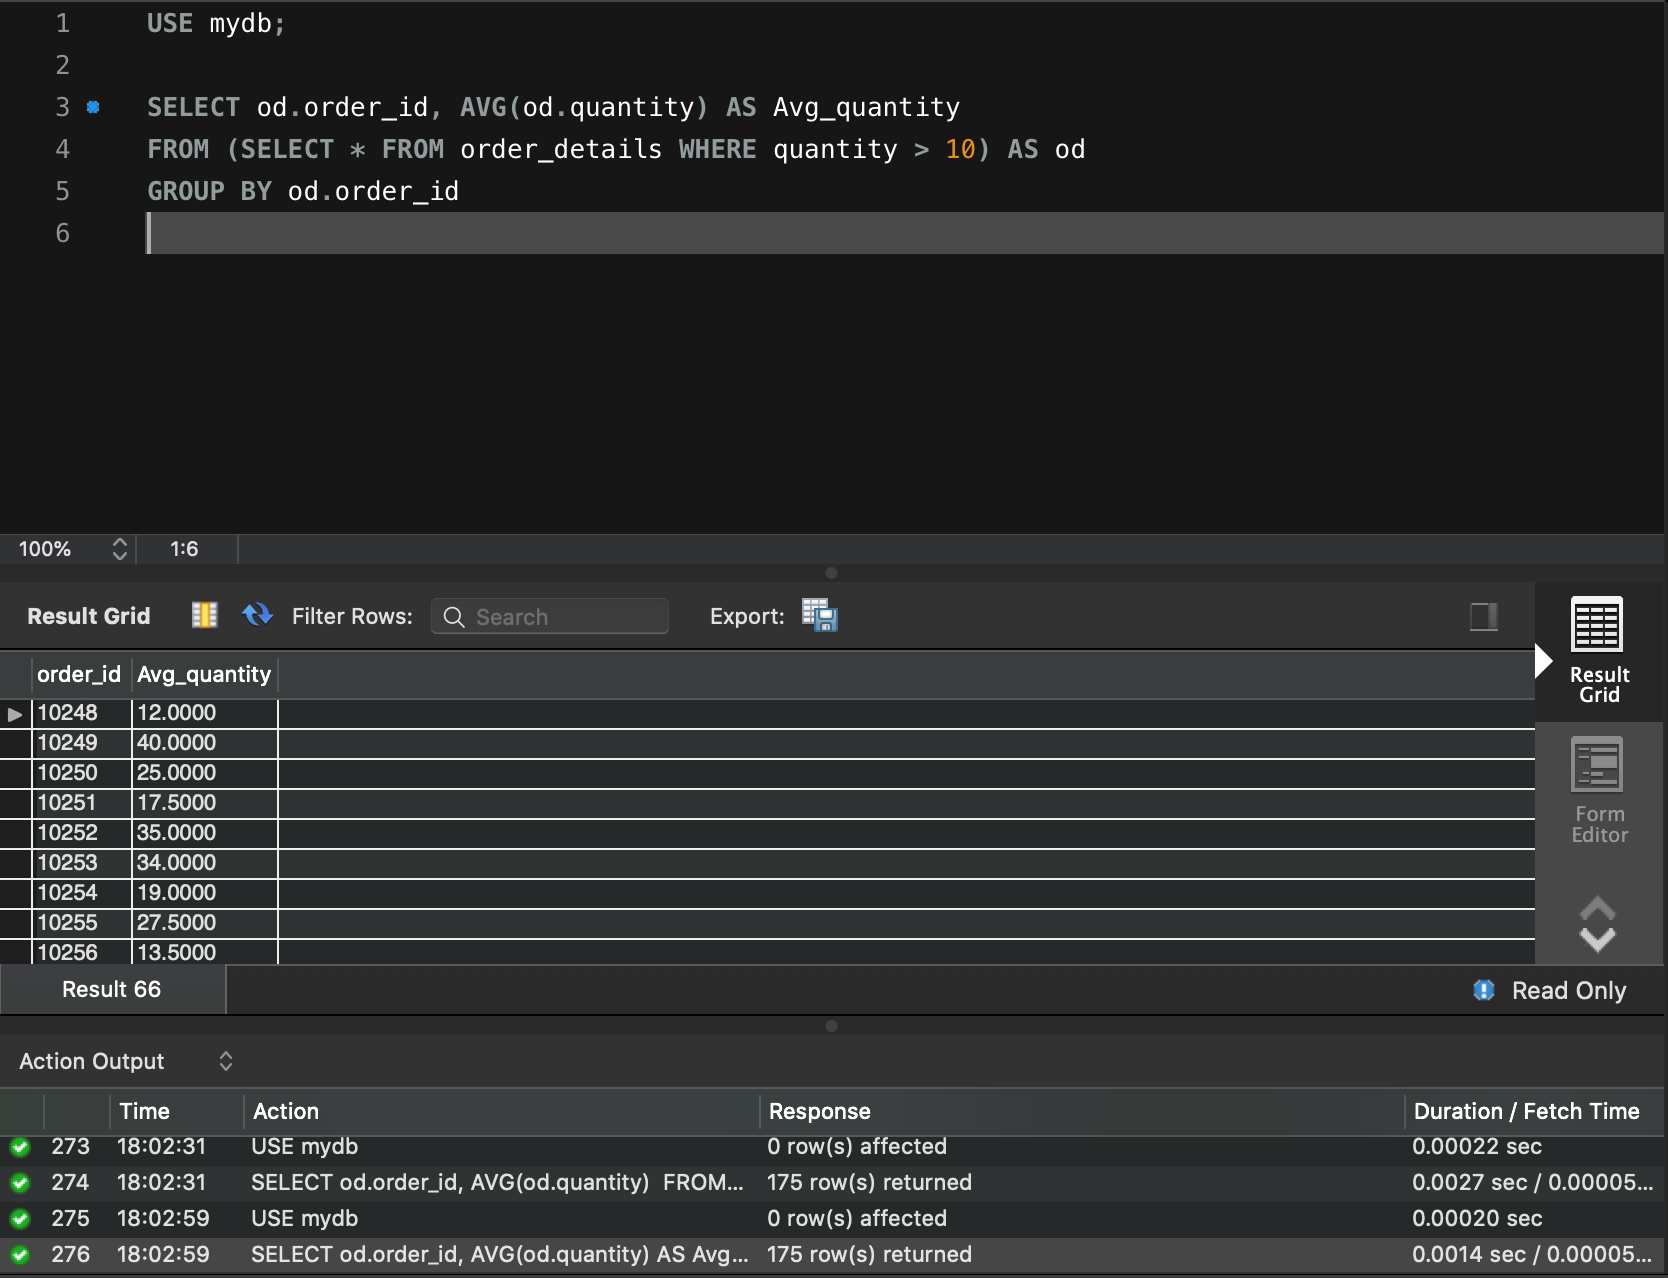 1 USE mydb;
2
3 SELECT od.order_id, AVG(od.quantity) AS Avg_quantity
4 FROM (SELECT * FROM order_details WHERE quantity > 10) AS od
5 GROUP BY od.order_id
6
100% 1:6
Result Grid Filter Rows: Search Export:
Result Grid
Form Editor
order_id Avg_quantity
10248 12.0000
10249 40.0000
10250 25.0000
10251 17.5000
10252 35.0000
10253 34.0000
10254 19.0000
10255 27.5000
10256 13.5000
Result 66 Read Only
Action Output
Time Action Response Duration / Fetch Time
273 18:02:31 USE mydb 0 row(s) affected 0.00022 sec
274 18:02:31 SELECT od.order_id, AVG(od.quantity)  FROM... 175 row(s) returned 0.0027 sec / 0.00005...
275 18:02:59 USE mydb 0 row(s) affected 0.00020 sec
276 18:02:59 SELECT od.order_id, AVG(od.quantity) AS Avg... 175 row(s) returned 0.0014 sec / 0.00005...